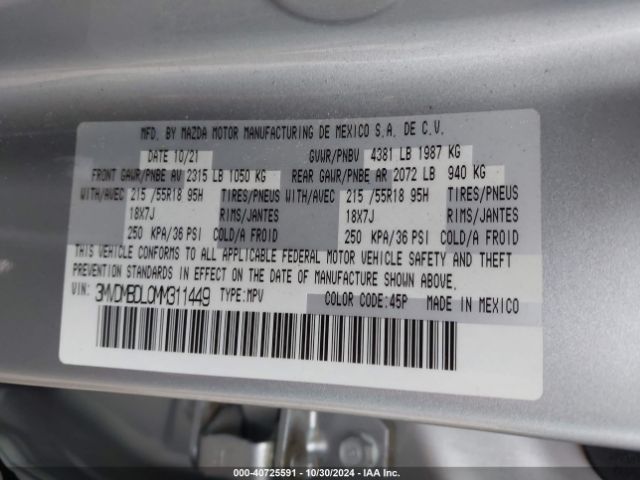 MFD. BY MAZDA MOTOR MANUFACTURING DE MEXICO S.A. DE C.V.
DATE 10/21 GVWR/PNBV 4381 LB 1987 KG
FRONT GAWR/PNBE AV 2315 LB 1050 KG REAR GAWR/PNBE AR 2072 LB 940 KG
WITH/AVEC 215 /55R18 95H TIRES/PNEUS WITH/AVEC 215 /55R18 95H TIRES/PNEUS
18X7J RIMS/JANTES 18X7J RIMS/JANTES
250 KPA/36 PSI COLD/A FROID 250 KPA/36 PSI COLD/A FROID
THIS VEHICLE CONFORMS TO ALL APPLICABLE FEDERAL MOTOR VEHICLE SAFETY AND THEFT
PREVENTION STANDARDS IN EFFECT ON THE DATE OF MANUFACTURE SHOWN ABOVE.
VIN: 3MVDMBDL0MM311449 TYPE:MPV COLOR CODE:45P MADE IN MEXICO
000-40725591 - 10/30/2024 - IAA Inc.